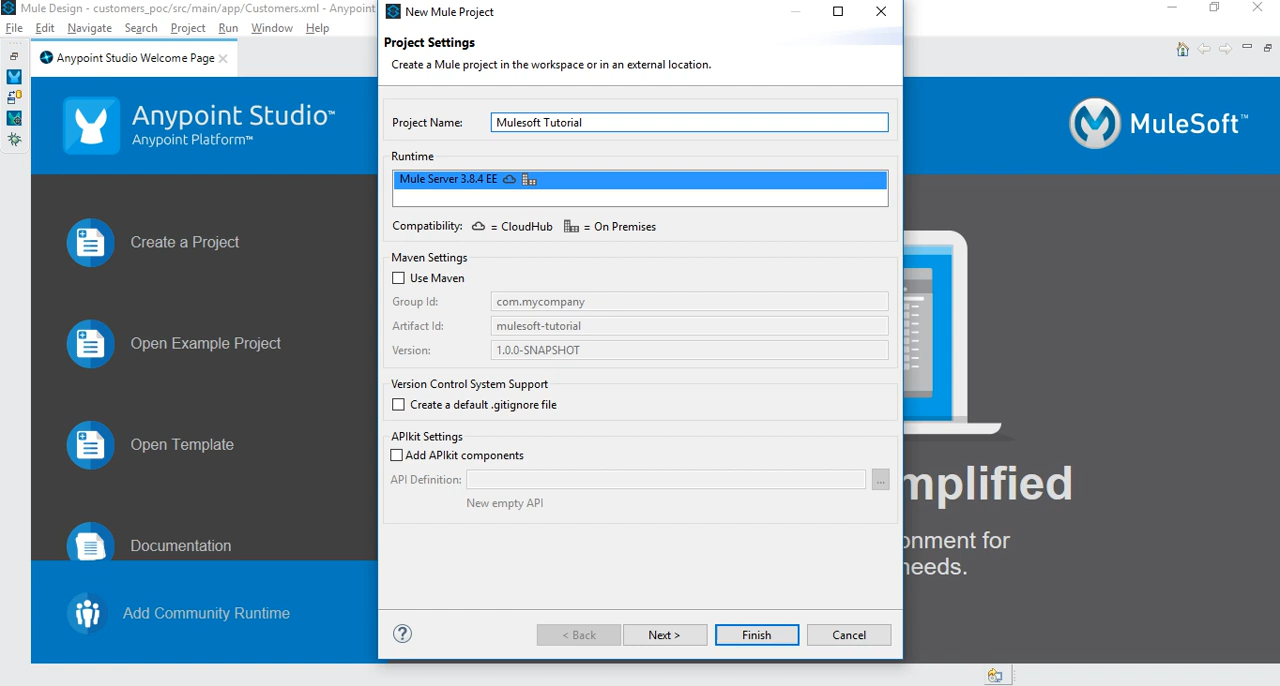 Mule Design - customers_poc/src/main/app/Customers.xml - Anypoint
File Edit Navigate Search Project Run Window Help
Anypoint Studio Welcome Page
Anypoint Studio™
Anypoint Platform™
MuleSoft™
Create a Project
Open Example Project
Open Template
Documentation
Add Community Runtime
New Mule Project
Project Settings
Create a Mule project in the workspace or in an external location.
Project Name: Mulesoft Tutorial
Runtime
Mule Server 3.8.4 EE
Compatibility: = CloudHub = On Premises
Maven Settings
Use Maven
Group Id: com.mycompany
Artifact Id: mulesoft-tutorial
Version: 1.0.0-SNAPSHOT
Version Control System Support
Create a default .gitignore file
APIkit Settings
Add APIkit components
API Definition: ...
New empty API
? < Back Next > Finish Cancel
mplified
onment for
needs.